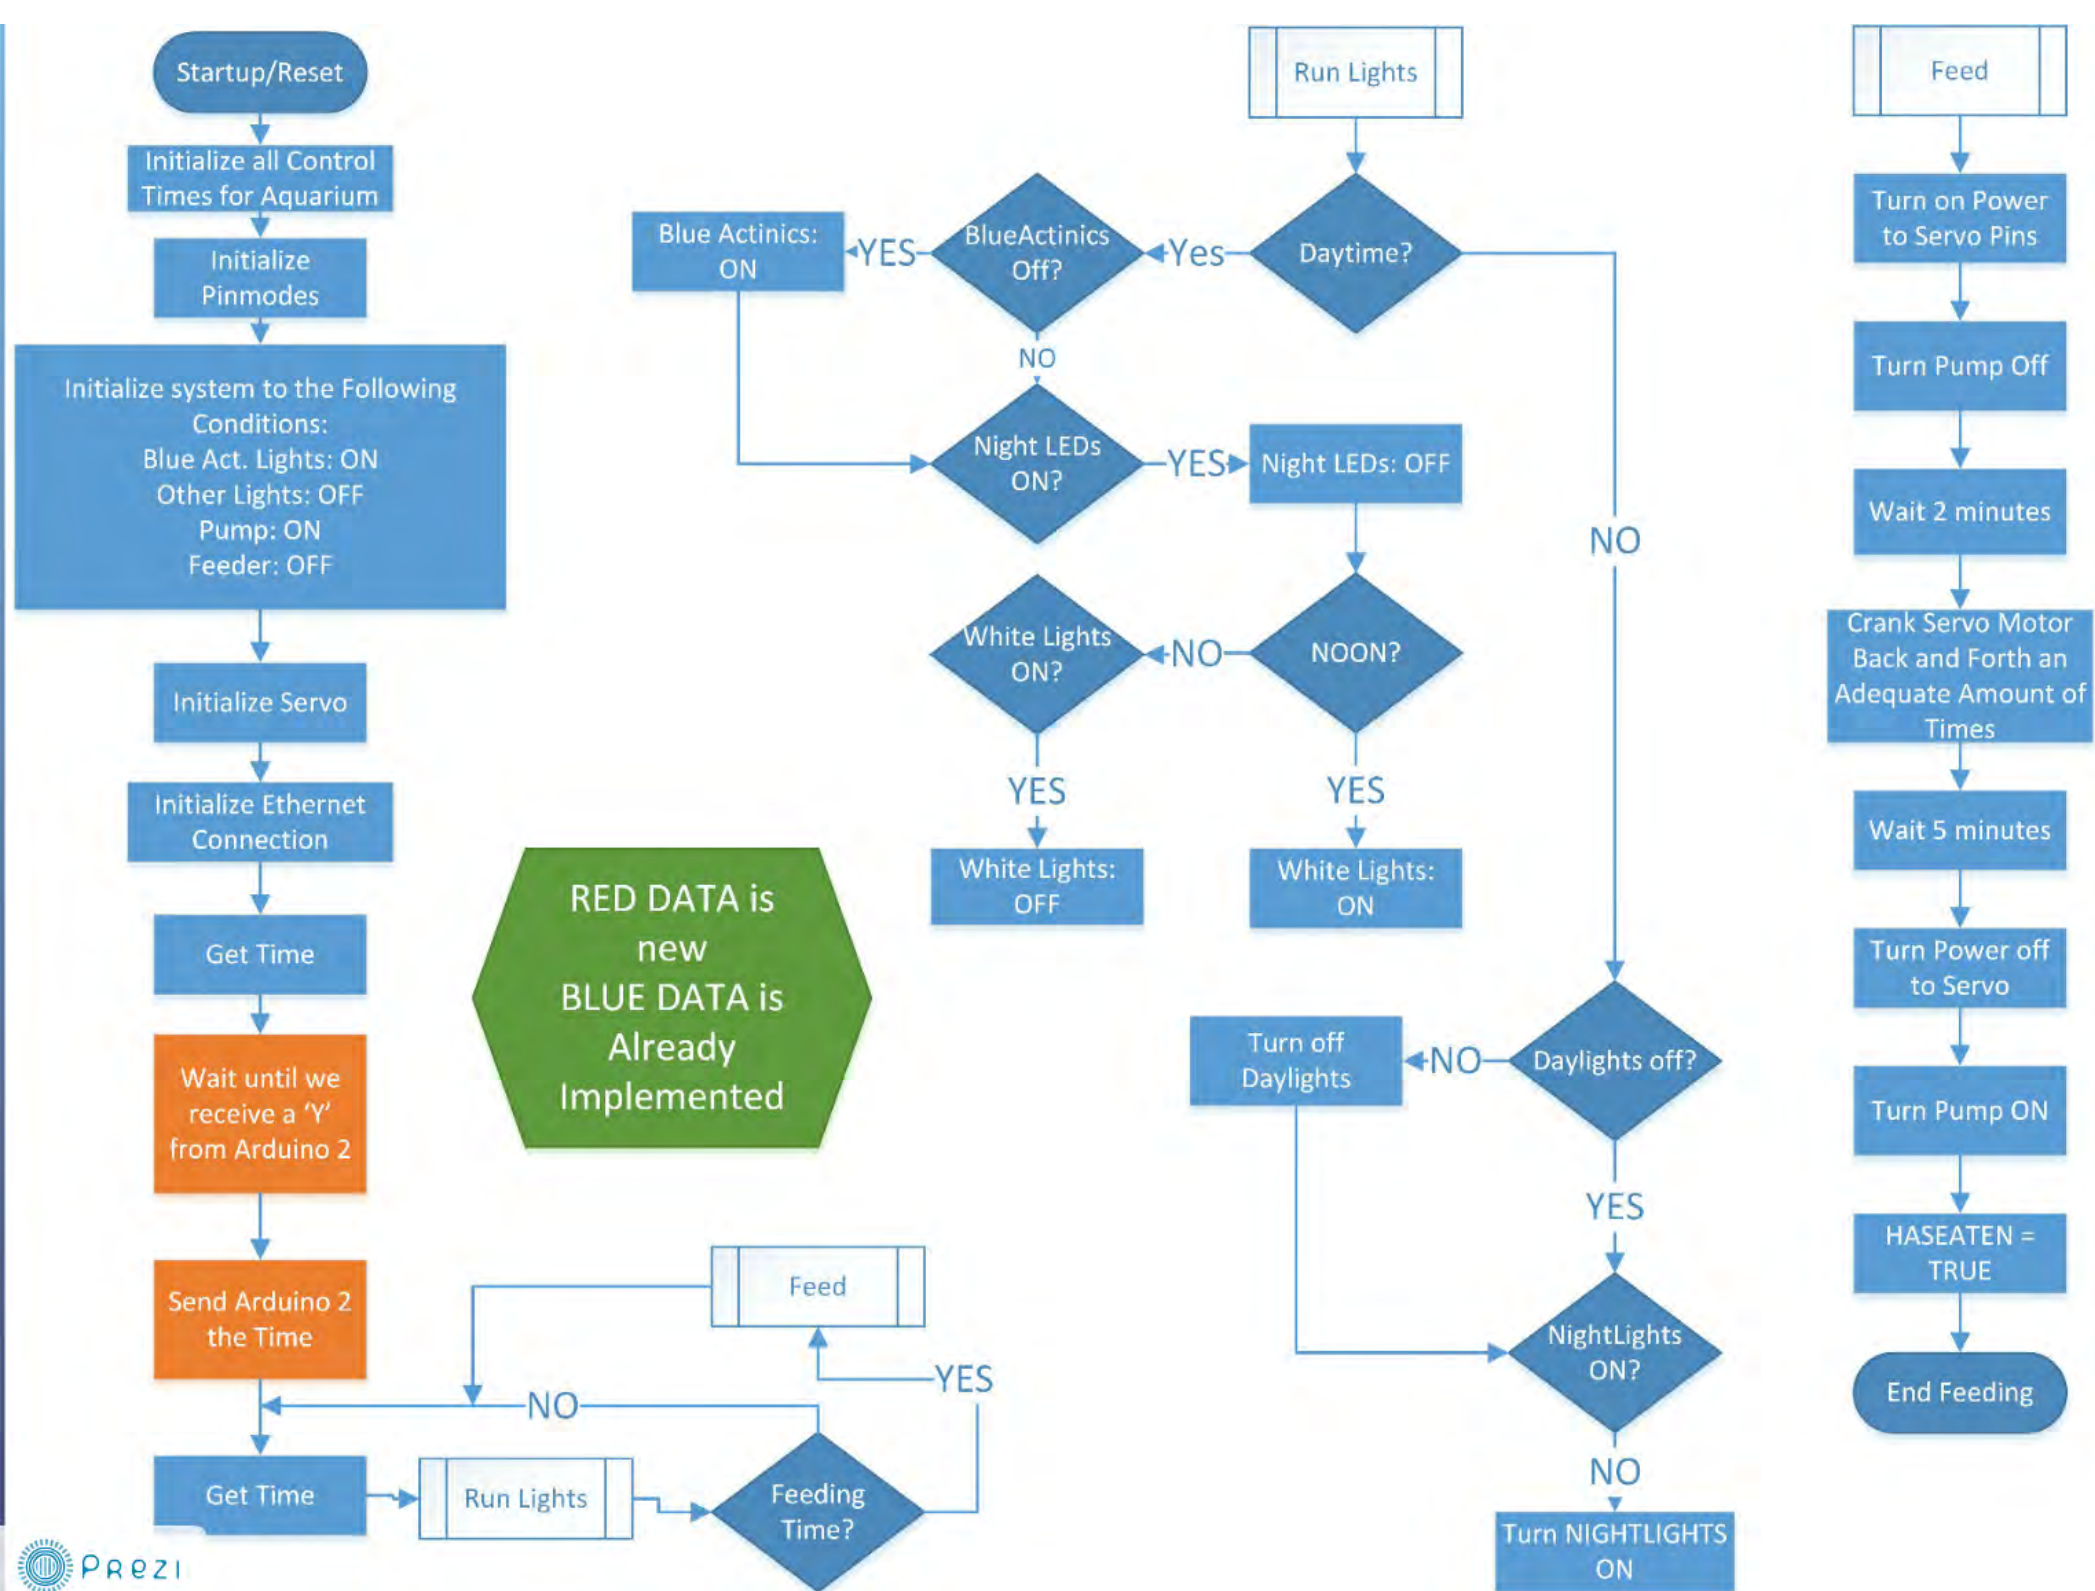 Startup/Reset
Initialize all Control
Times for Aquarium
Initialize
Pinmodes
Initialize system to the Following
Conditions:
Blue Act. Lights: ON
Other Lights: OFF
Pump: ON
Feeder: OFF
Initialize Servo
Initialize Ethernet
Connection
Get Time
Wait until we
receive a ‘Y’
from Arduino 2
Send Arduino 2
the Time
Get Time
Run Lights
Feeding
Time?
NO
YES
Feed
RED DATA is
new
BLUE DATA is
Already
Implemented
Run Lights
Daytime?
Yes
BlueActinics
Off?
YES
Blue Actinics:
ON
NO
Night LEDs
ON?
YES
Night LEDs: OFF
NOON?
NO
White Lights
ON?
YES
White Lights:
OFF
YES
White Lights:
ON
NO
Daylights off?
NO
Turn off
Daylights
YES
NightLights
ON?
NO
Turn NIGHTLIGHTS
ON
Feed
Turn on Power
to Servo Pins
Turn Pump Off
Wait 2 minutes
Crank Servo Motor
Back and Forth an
Adequate Amount of
Times
Wait 5 minutes
Turn Power off
to Servo
Turn Pump ON
HASEATEN =
TRUE
End Feeding
PREZI